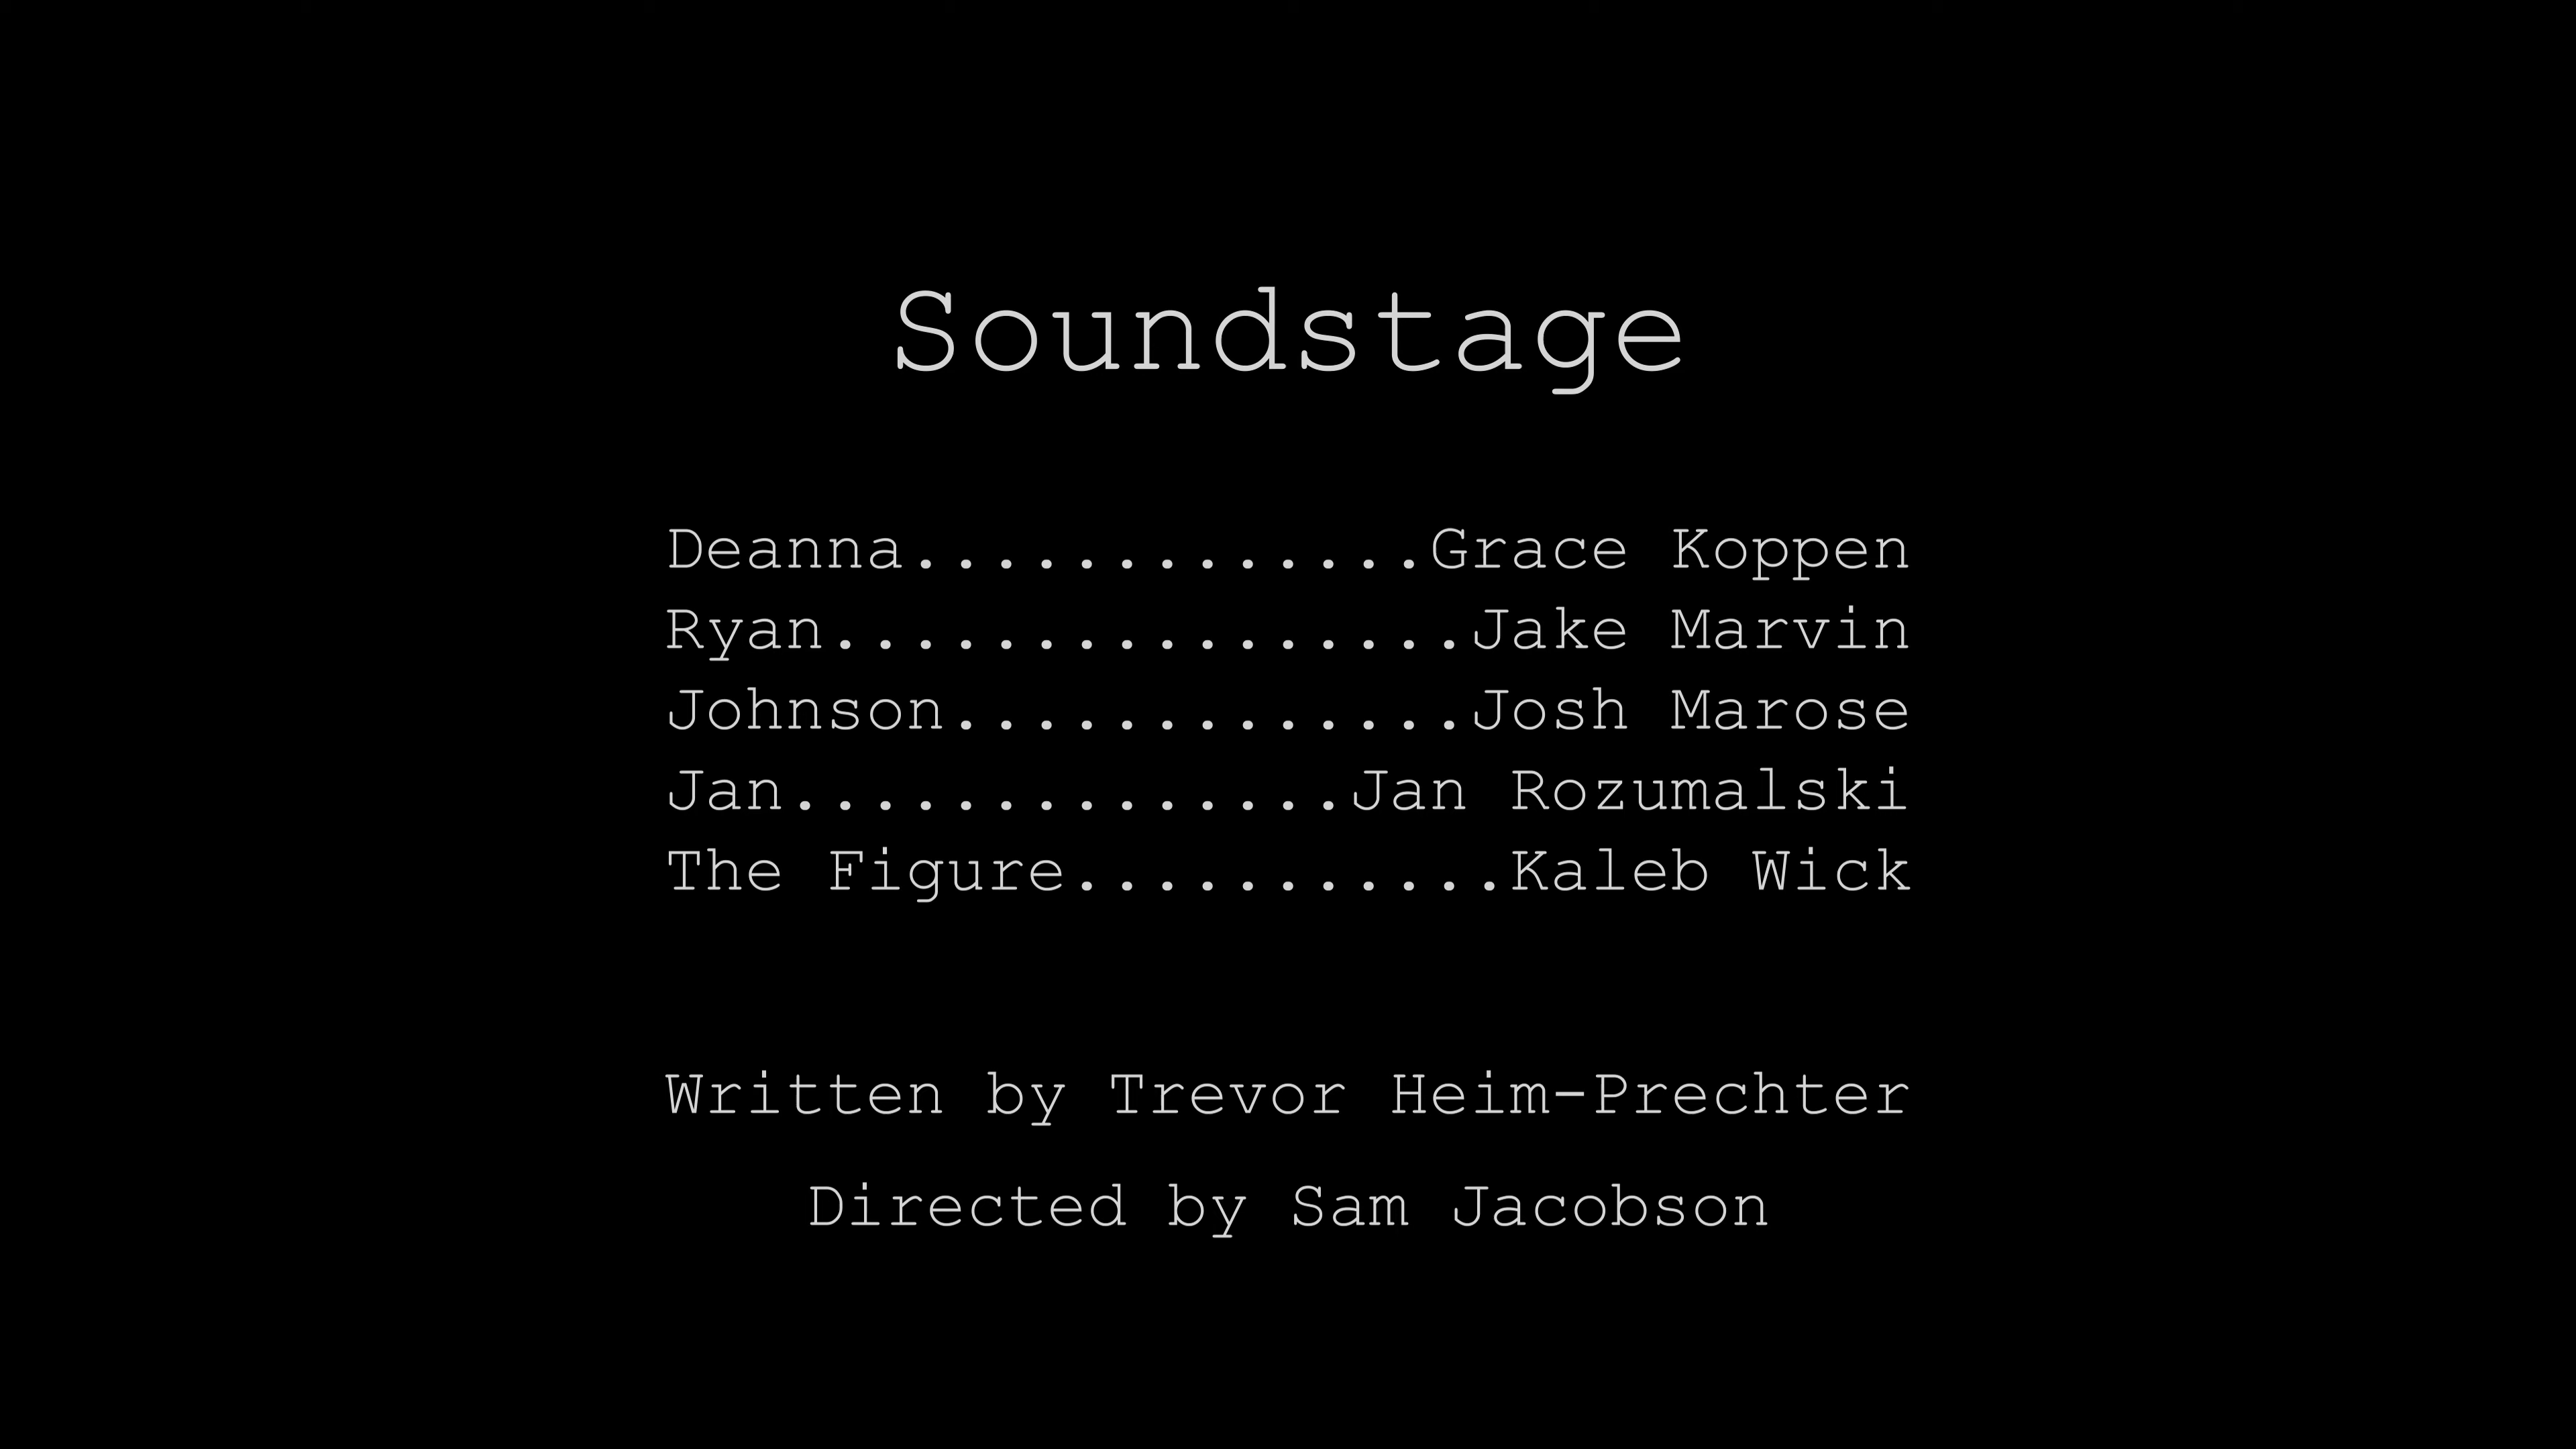 Soundstage
Deanna.............Grace Koppen
Ryan................Jake Marvin
Johnson.............Josh Marose
Jan..............Jan Rozumalski
The Figure...........Kaleb Wick
Written by Trevor Heim-Prechter
Directed by Sam Jacobson